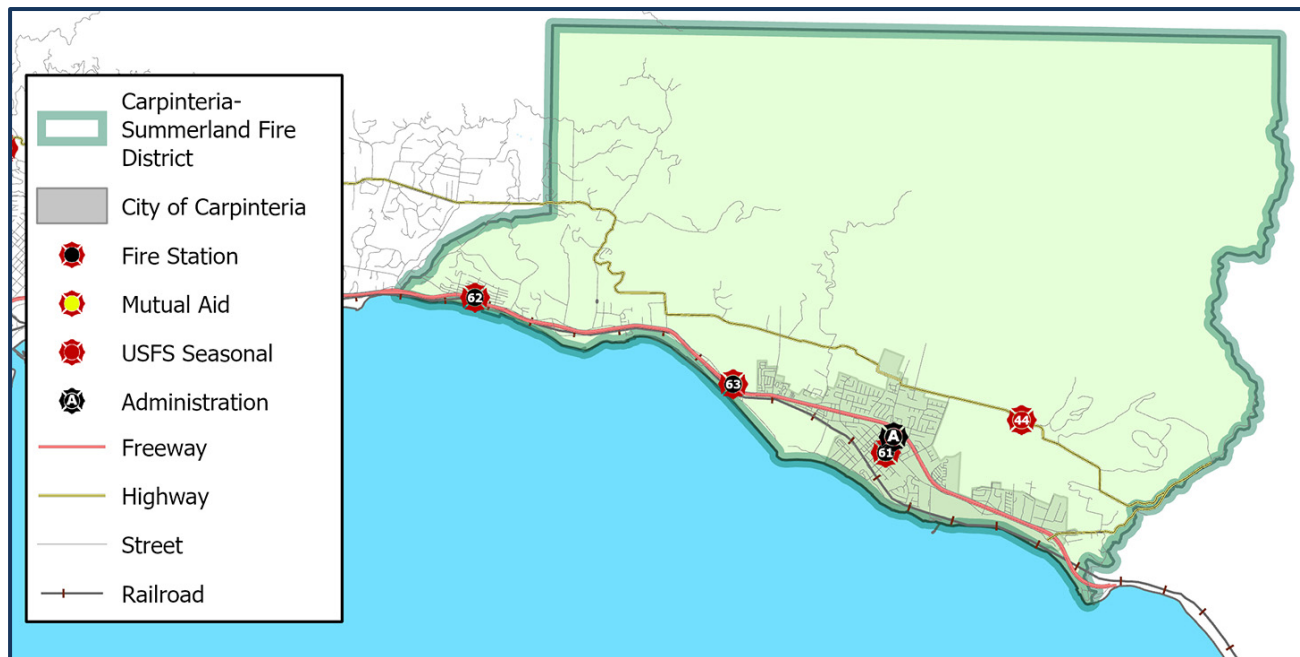 Carpinteria-
Summerland Fire
District
City of Carpinteria
Fire Station
Mutual Aid
USFS Seasonal
A
Administration
Freeway
Highway
Street
Railroad
62
63
44
A
61